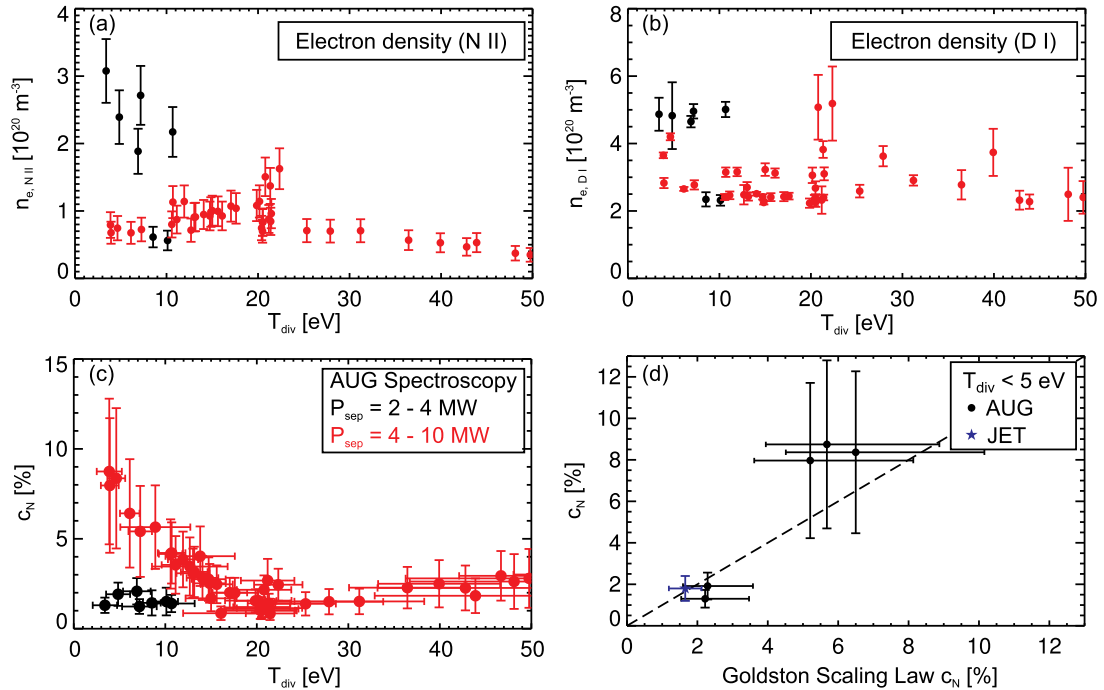 (a)
Electron density (N II)
n_e, N II [10^20 m^-3]
4
3
2
1
0
0 10 20 30 40 50
T_div [eV]
(b)
Electron density (D I)
n_e, D I [10^20 m^-3]
8
6
4
2
0
0 10 20 30 40 50
T_div [eV]
(c)
AUG Spectroscopy
P_sep = 2 - 4 MW
P_sep = 4 - 10 MW
c_N [%]
15
10
5
0
0 10 20 30 40 50
T_div [eV]
(d)
T_div < 5 eV
AUG
JET
c_N [%]
12
10
8
6
4
2
0
0 2 4 6 8 10 12
Goldston Scaling Law c_N [%]